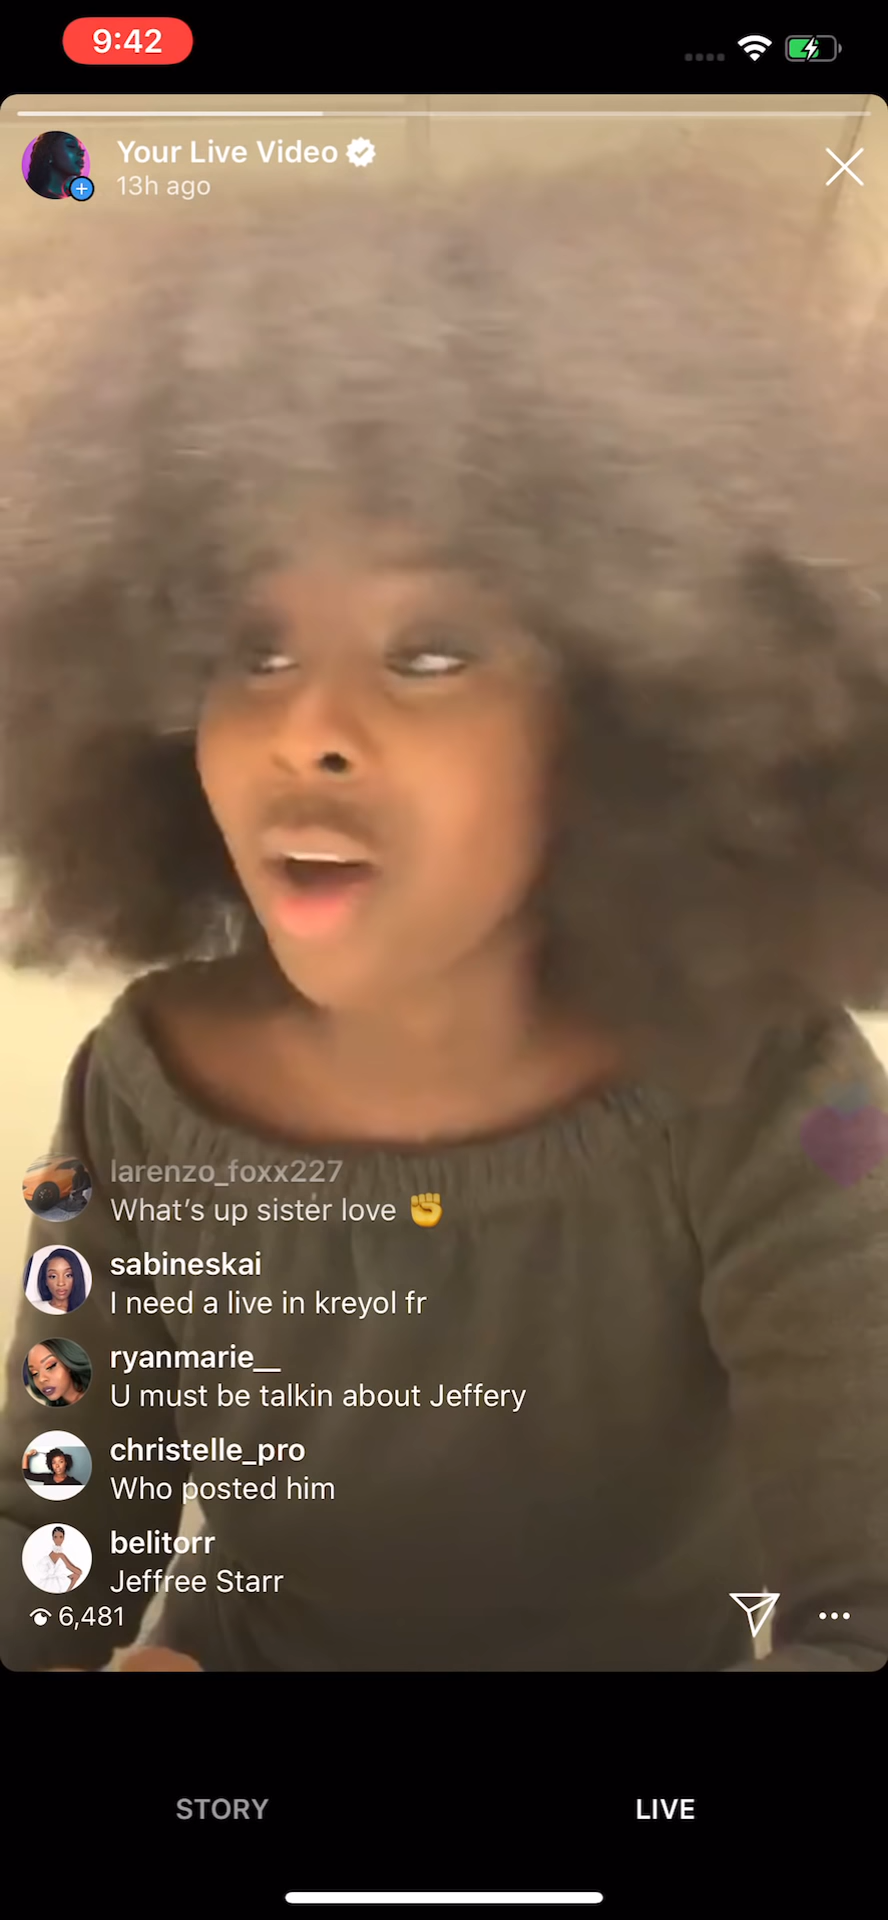 9:42
Your Live Video
13h ago
larenzo_foxx227
What's up sister love ✊
sabineskai
I need a live in kreyol fr
ryanmarie__
U must be talkin about Jeffery
christelle_pro
Who posted him
belitorr
Jeffree Starr
6,481
STORY
LIVE